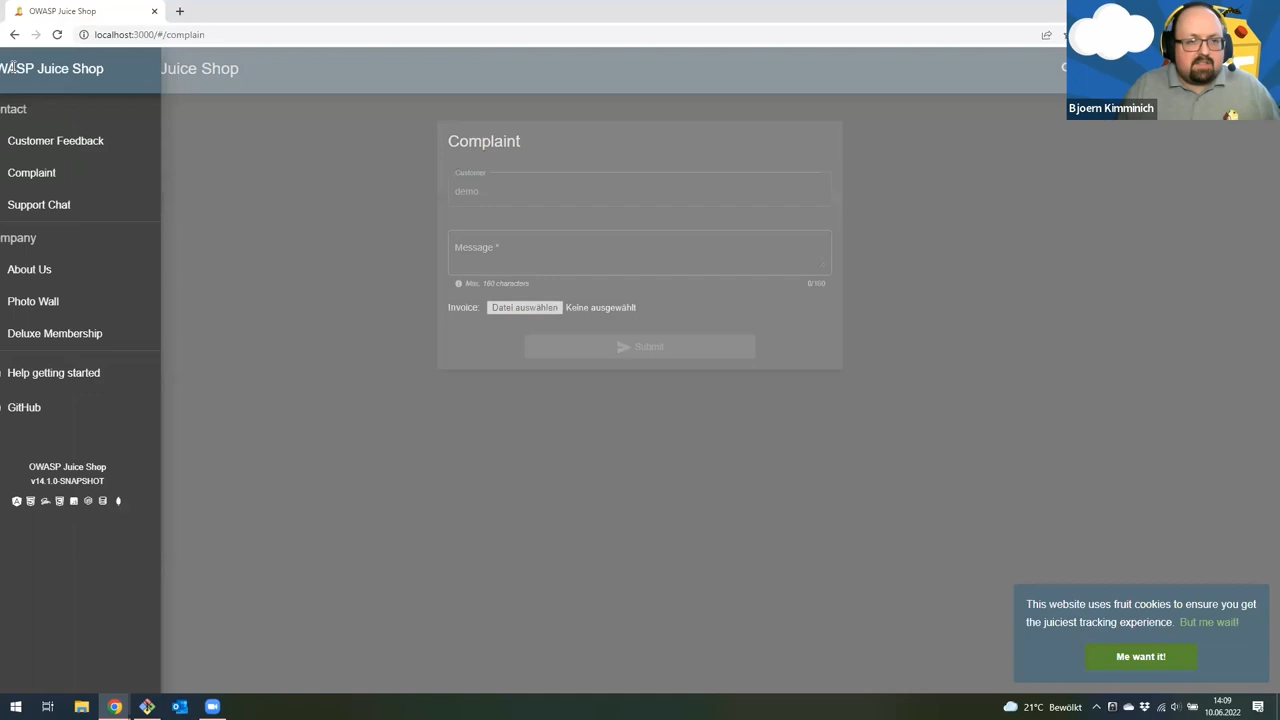 OWASP Juice Shop
localhost:3000/#/complain
WASP Juice Shop
Juice Shop
Bjoern Kimminich
ntact
Customer Feedback
Complaint
Support Chat
mpany
About Us
Photo Wall
Deluxe Membership
Help getting started
GitHub
OWASP Juice Shop
v14.1.0-SNAPSHOT
Complaint
Customer
demo
Message *
Max. 160 characters
0/160
Invoice: Datei auswählen Keine ausgewählt
Submit
This website uses fruit cookies to ensure you get
the juiciest tracking experience. But me wait!
Me want it!
21°C Bewölkt
14:09
10.06.2022